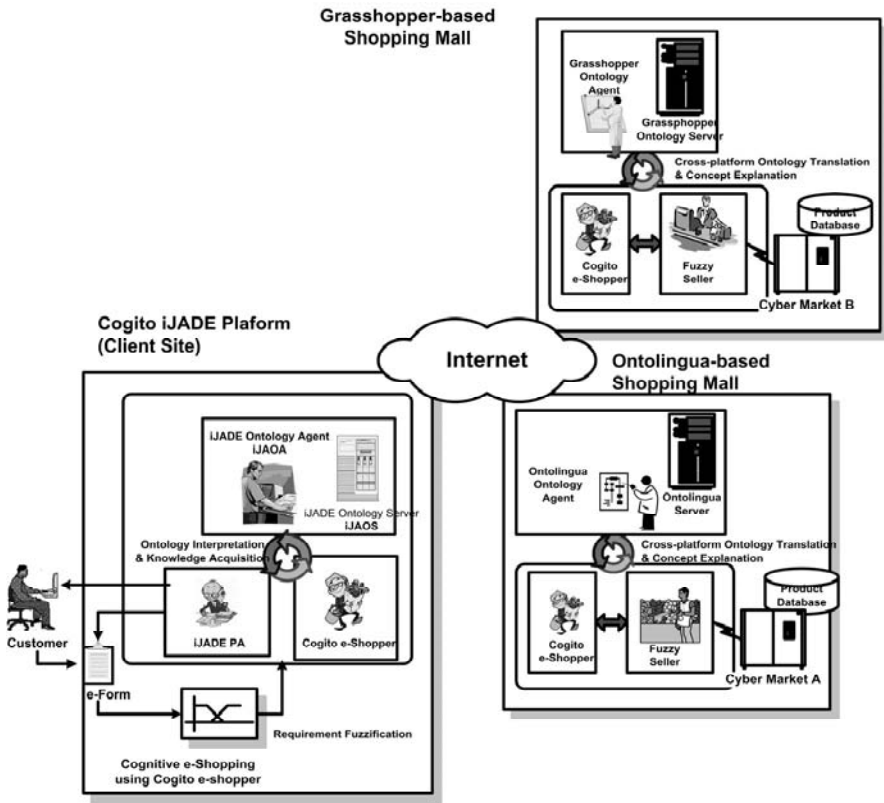 Grasshopper-based
Shopping Mall
Grasshopper
Ontology
Agent
Grassphopper
Ontology Server
Cross-platform Ontology Translation
& Concept Explanation
Product
Database
Cogito
e-Shopper
Fuzzy
Seller
Cyber Market B
Cogito iJADE Plaform
(Client Site)
Internet
Ontolingua-based
Shopping Mall
iJADE Ontology Agent
iJAOA
iJADE Ontology Server
iJAOS
Ontology Interpretation
& Knowledge Acquisition
Customer
iJADE PA
Cogito e-Shopper
e-Form
Requirement Fuzzification
Cognitive e-Shopping
using Cogito e-shopper
Ontolingua
Ontology
Agent
Ontolingua
Server
Cross-platform Ontology Translation
& Concept Explanation
Product
Database
Cogito
e-Shopper
Fuzzy
Seller
Cyber Market A